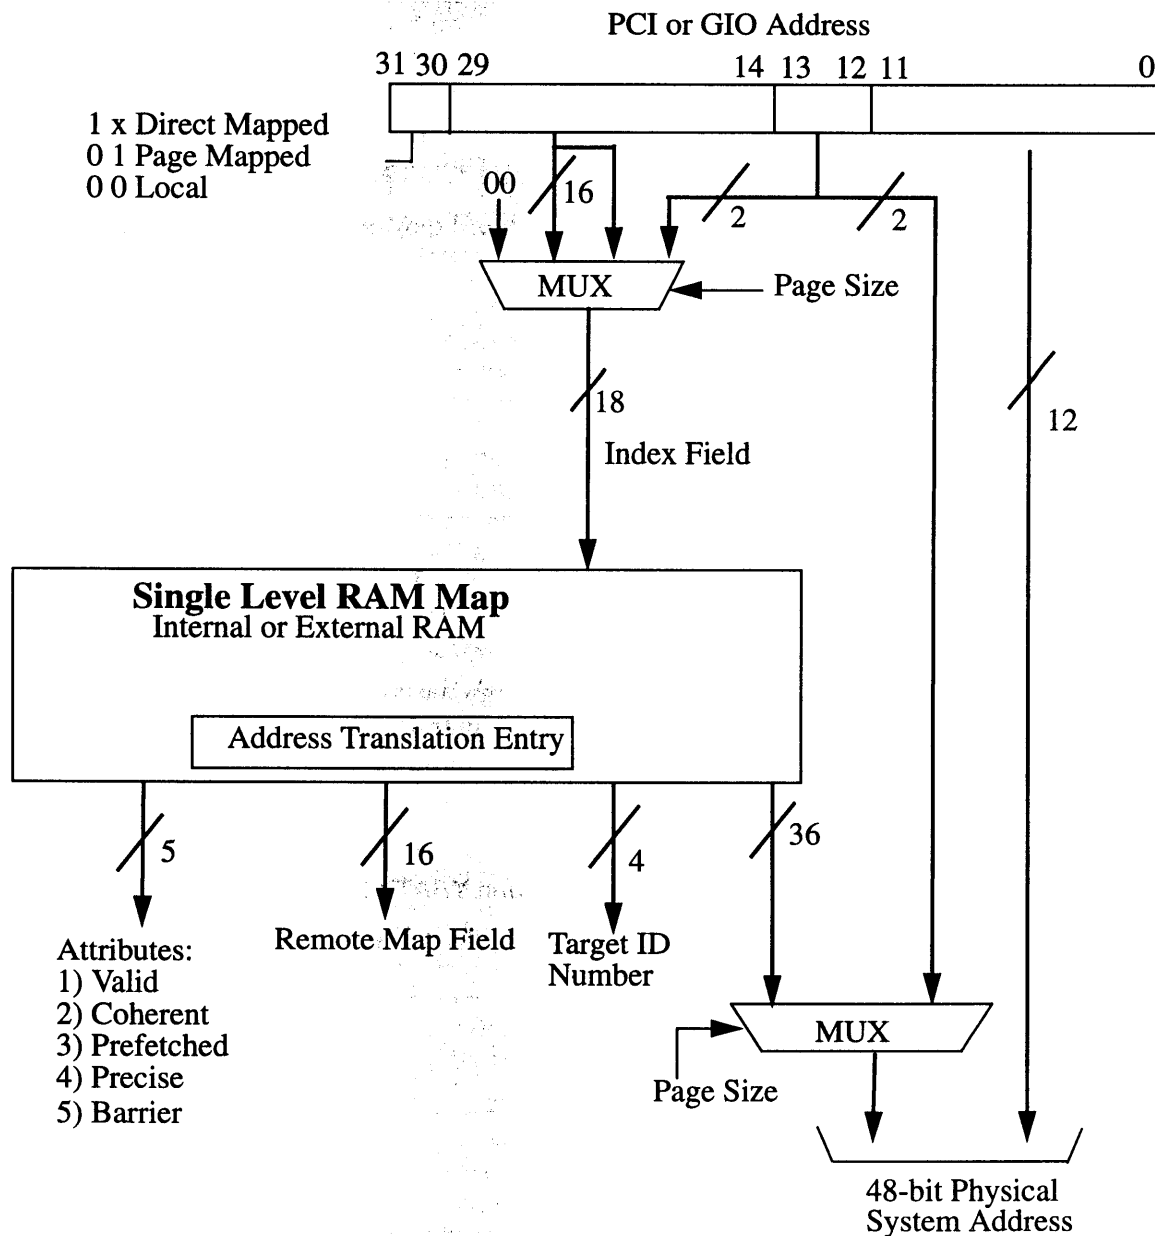 PCI or GIO Address
31 30 29 14 13 12 11 0
1 x Direct Mapped
0 1 Page Mapped
0 0 Local
00
16
2
2
MUX
Page Size
18
12
Index Field
Single Level RAM Map
Internal or External RAM
Address Translation Entry
5
16
4
36
Remote Map Field
Target ID
Number
Attributes:
1) Valid
2) Coherent
3) Prefetched
4) Precise
5) Barrier
MUX
Page Size
48-bit Physical
System Address